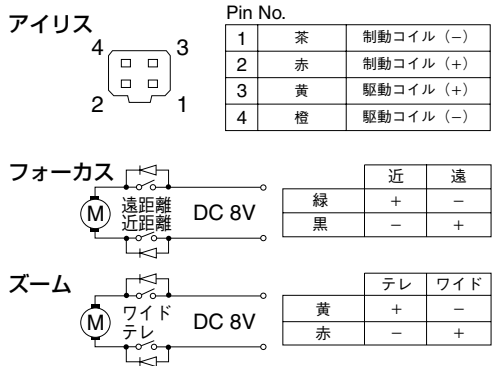 アイリス
4 3
2 1
Pin No.
1 茶 制動コイル（−）
2 赤 制動コイル（+）
3 黄 駆動コイル（+）
4 橙 駆動コイル（−）
フォーカス
M
遠距離
近距離
DC 8V
近 遠
緑 + −
黒 − +
ズーム
M
ワイド
テレ
DC 8V
テレ ワイド
黄 + −
赤 − +